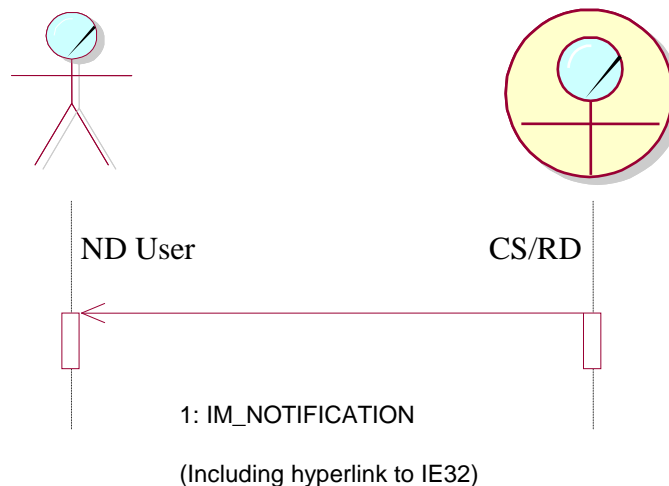 ND User
CS/RD
1: IM_NOTIFICATION
(Including hyperlink to IE32)